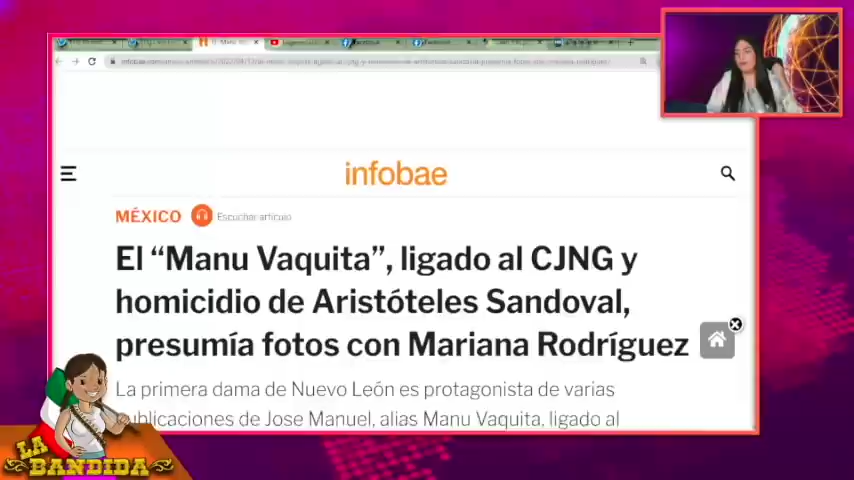 infobae
MÉXICO
Escuchar artículo
El “Manu Vaquita”, ligado al CJNG y
homicidio de Aristóteles Sandoval,
presumía fotos con Mariana Rodríguez
La primera dama de Nuevo León es protagonista de varias
publicaciones de Jose Manuel, alias Manu Vaquita, ligado al
LA
BANDIDA